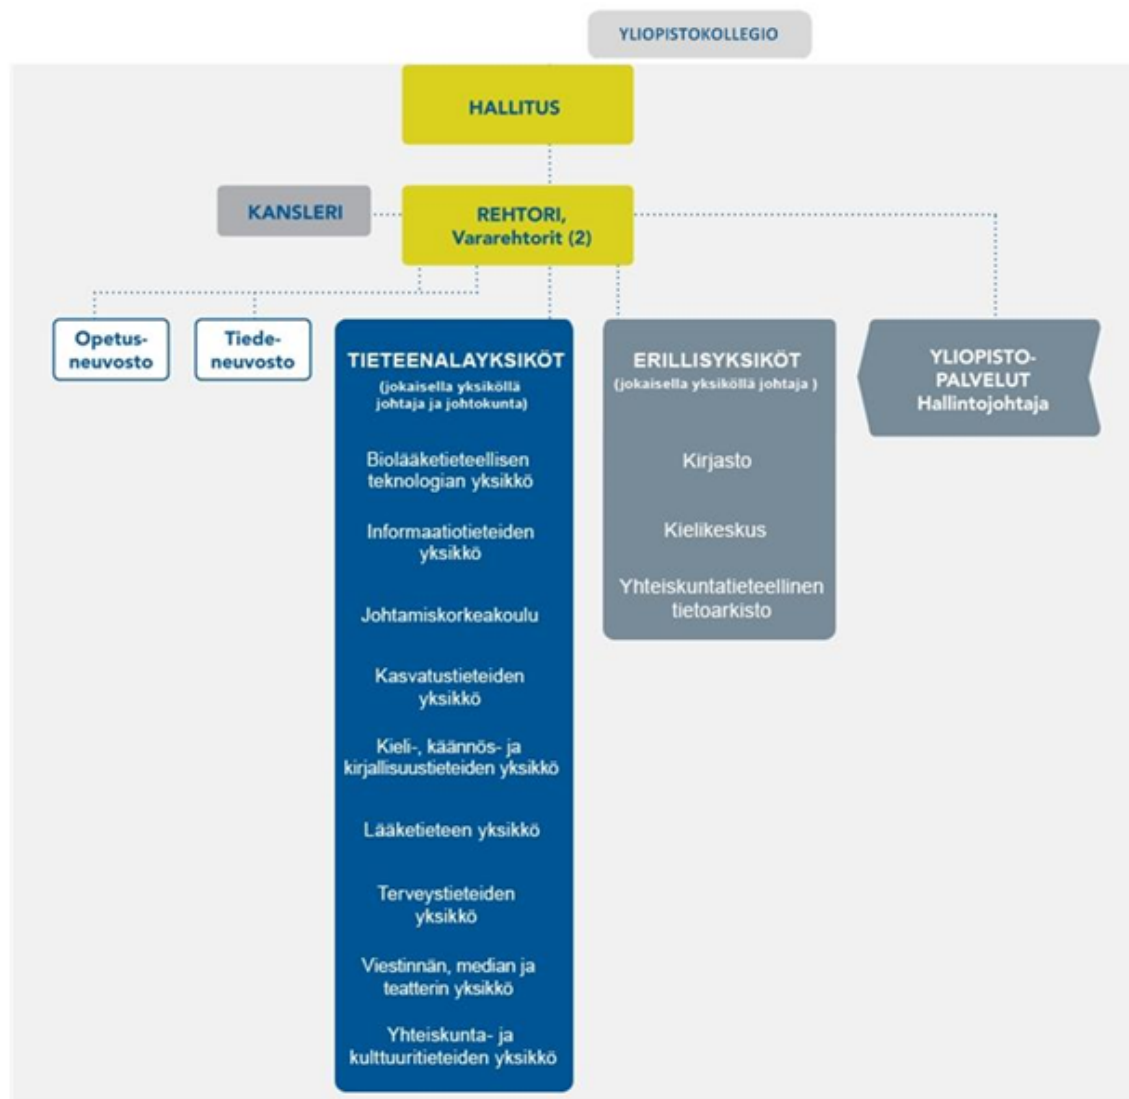 YLIOPISTOKOLLEGIO
HALLITUS
KANSLERI
REHTORI,
Vararehtorit (2)
Opetus-
neuvosto
Tiede-
neuvosto
TIETEENALAYKSIKÖT
(jokaisella yksiköllä
johtaja ja johtokunta)
Biolääketieteellisen
teknologian yksikkö
Informaatiotieteiden
yksikkö
Johtamiskorkeakoulu
Kasvatustieteiden
yksikkö
Kieli-, käännös- ja
kirjallisuustieteiden yksikkö
Lääketieteen yksikkö
Terveystieteiden
yksikkö
Viestinnän, median ja
teatterin yksikkö
Yhteiskunta- ja
kulttuuritieteiden yksikkö
ERILLISYKSIKÖT
(jokaisella yksiköllä johtaja )
Kirjasto
Kielikeskus
Yhteiskuntatieteellinen
tietoarkisto
YLIOPISTO-
PALVELUT
Hallintojohtaja